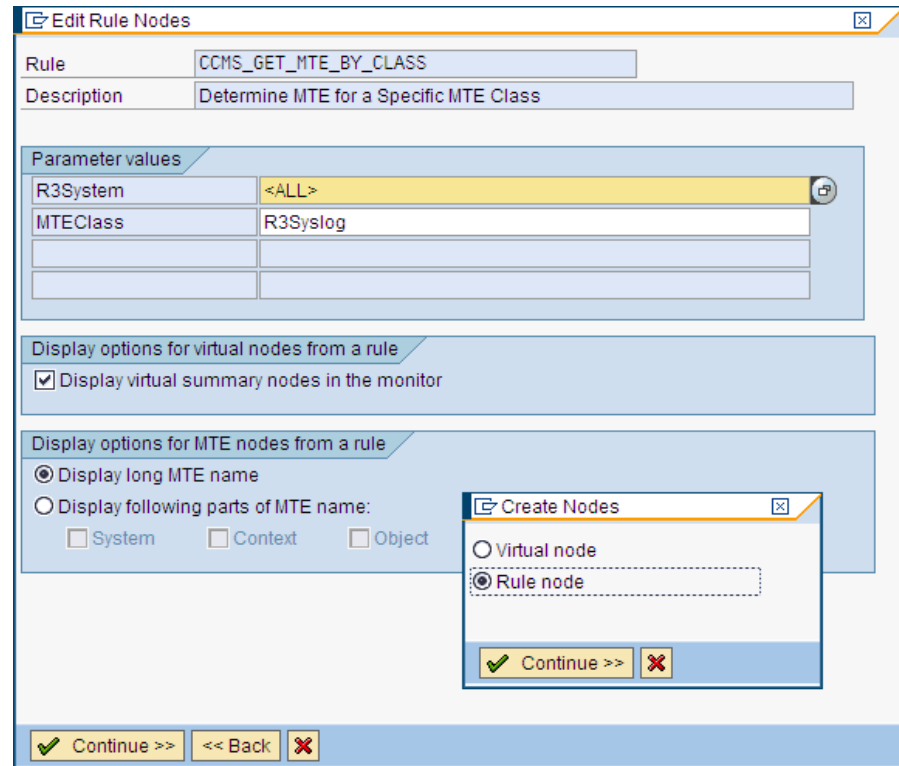 Edit Rule Nodes
Rule CCMS_GET_MTE_BY_CLASS
Description Determine MTE for a Specific MTE Class
Parameter values
R3System <ALL>
MTEClass R3Syslog
Display options for virtual nodes from a rule
Display virtual summary nodes in the monitor
Display options for MTE nodes from a rule
Display long MTE name
Display following parts of MTE name:
System Context Object
Create Nodes
Virtual node
Rule node
Continue >>
Continue >> << Back